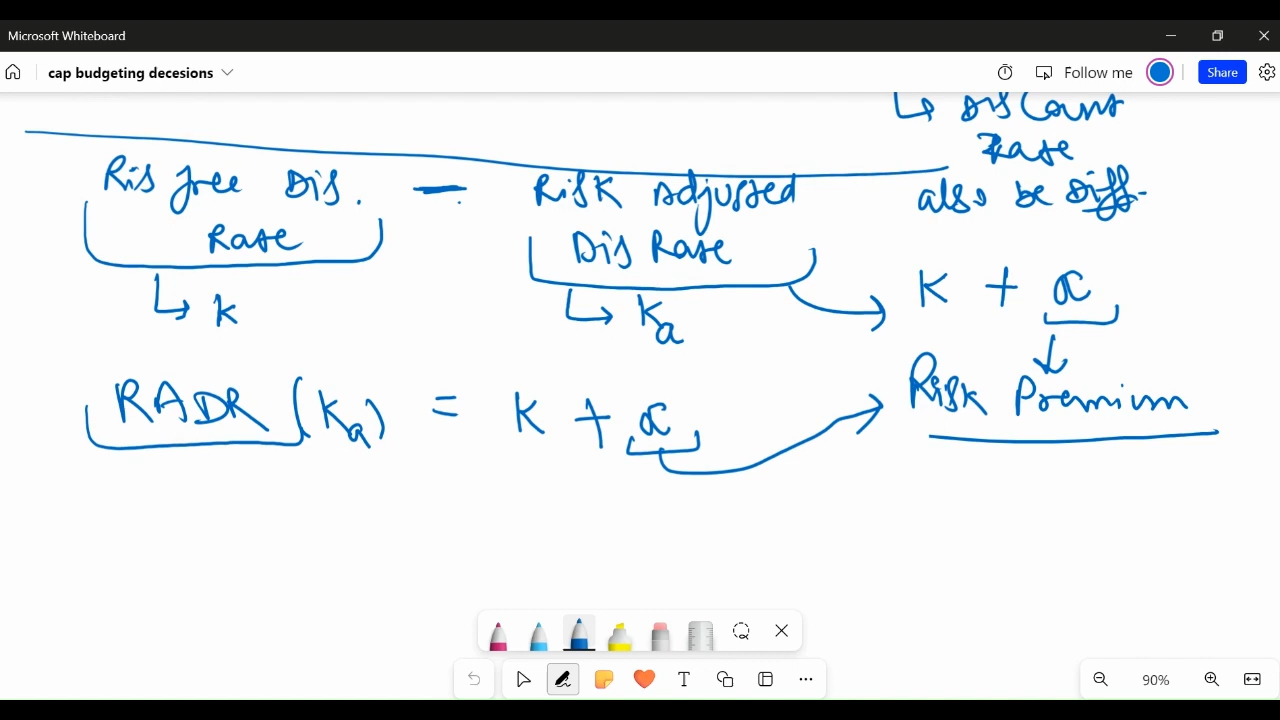 Microsoft Whiteboard
cap budgeting decesions
Follow me
Share
↳ Discount
Rate
also be Diff.
Ris free Dis. — Risk Adjusted
Rate
Dis Rate
↳ k
↳ Ka
K + α
RADR (Ka) = K + α
Risk Premium
T
90%